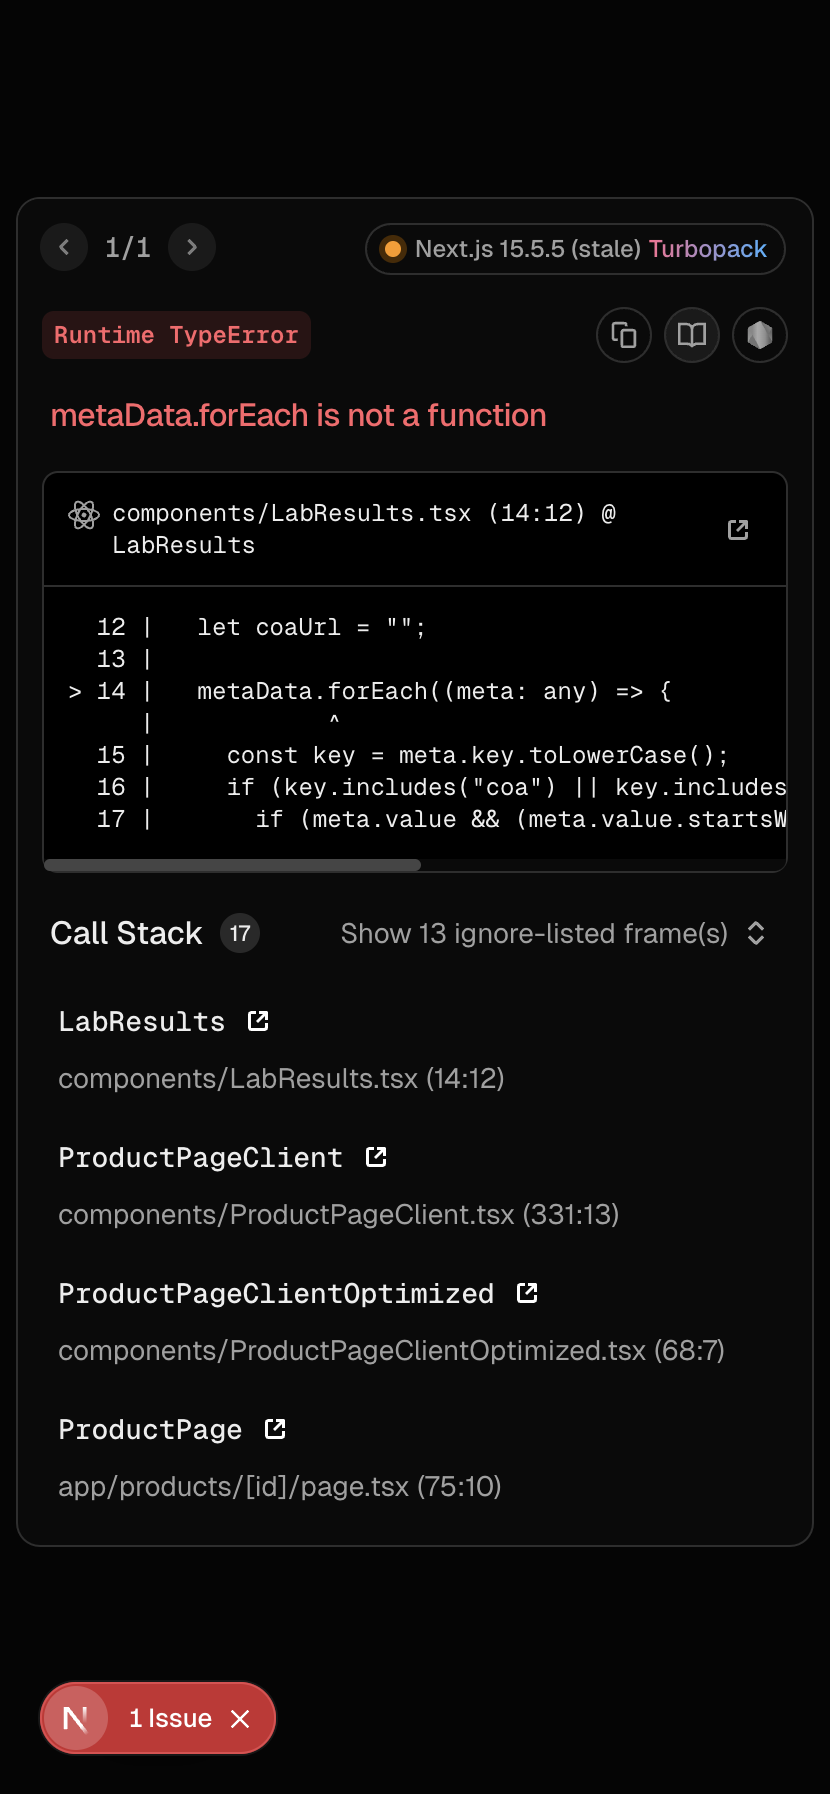 1/1
Next.js 15.5.5 (stale) Turbopack
Runtime TypeError
metaData.forEach is not a function
components/LabResults.tsx (14:12) @
LabResults
12 |   let coaUrl = "";
13 |
> 14 |   metaData.forEach((meta: any) => {
|            ^
15 |     const key = meta.key.toLowerCase();
16 |     if (key.includes("coa") || key.includes
17 |       if (meta.value && (meta.value.startsW
Call Stack 17
Show 13 ignore-listed frame(s)
LabResults
components/LabResults.tsx (14:12)
ProductPageClient
components/ProductPageClient.tsx (331:13)
ProductPageClientOptimized
components/ProductPageClientOptimized.tsx (68:7)
ProductPage
app/products/[id]/page.tsx (75:10)
N 1 Issue